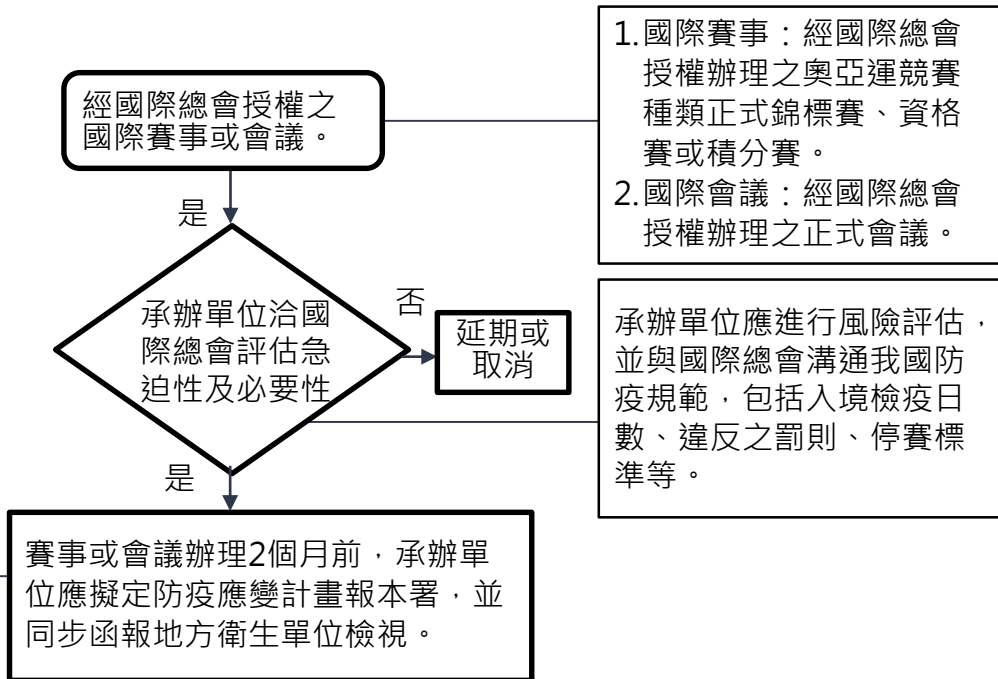 經國際總會授權之
國際賽事或會議。
1.國際賽事：經國際總會
授權辦理之奧亞運競賽
種類正式錦標賽、資格
賽或積分賽。
2.國際會議：經國際總會
授權辦理之正式會議。
是
承辦單位洽國
際總會評估急
迫性及必要性
否
延期或
取消
承辦單位應進行風險評估，
並與國際總會溝通我國防
疫規範，包括入境檢疫日
數、違反之罰則、停賽標
準等。
是
賽事或會議辦理2個月前，承辦單
位應擬定防疫應變計畫報本署，並
同步函報地方衛生單位檢視。